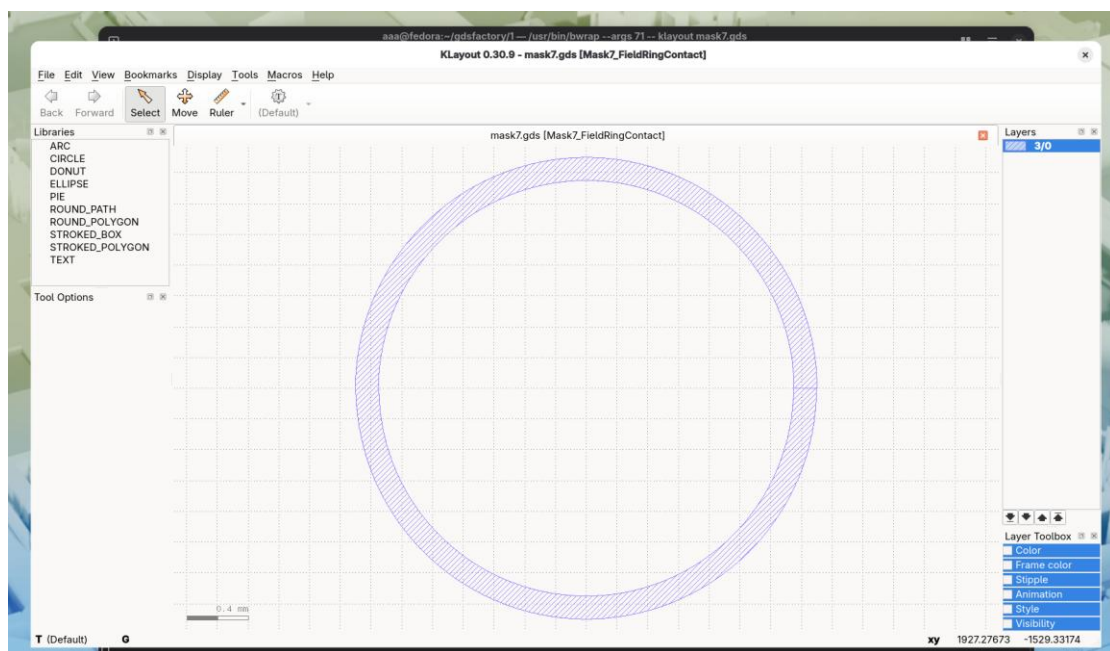 aaa@fedora:~/gdsfactory/1 — /usr/bin/bwrap --args 71 -- klayout mask7.gds
KLayout 0.30.9 - mask7.gds [Mask7_FieldRingContact]
File Edit View Bookmarks Display Tools Macros Help
Back Forward Select Move Ruler (Default)
Libraries
ARC
CIRCLE
DONUT
ELLIPSE
PIE
ROUND_PATH
ROUND_POLYGON
STROKED_BOX
STROKED_POLYGON
TEXT
Tool Options
mask7.gds [Mask7_FieldRingContact]
0.4 mm
Layers
3/0
Layer Toolbox
Color
Frame color
Stipple
Animation
Style
Visibility
T (Default) G xy 1927.27673 -1529.33174